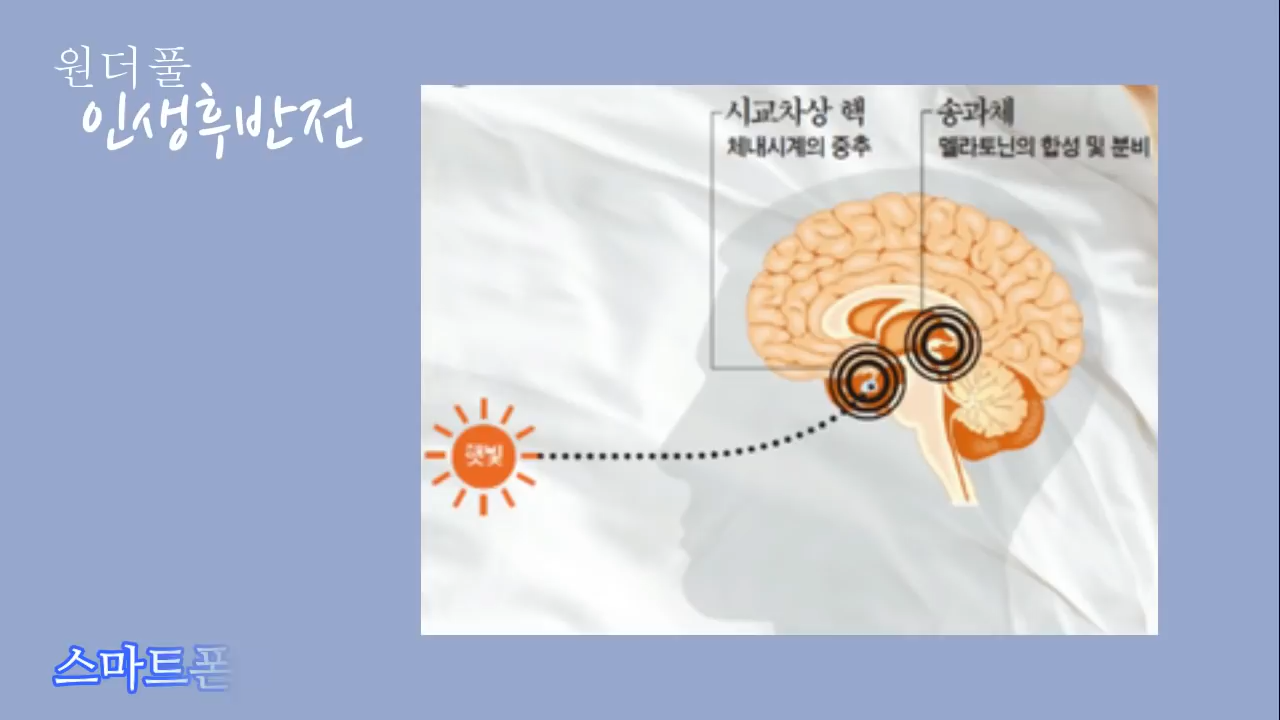 원더풀
인생후반전
시교차상 핵
체내시계의 중추
송과체
멜라토닌의 합성 및 분비
햇빛
스마트폰